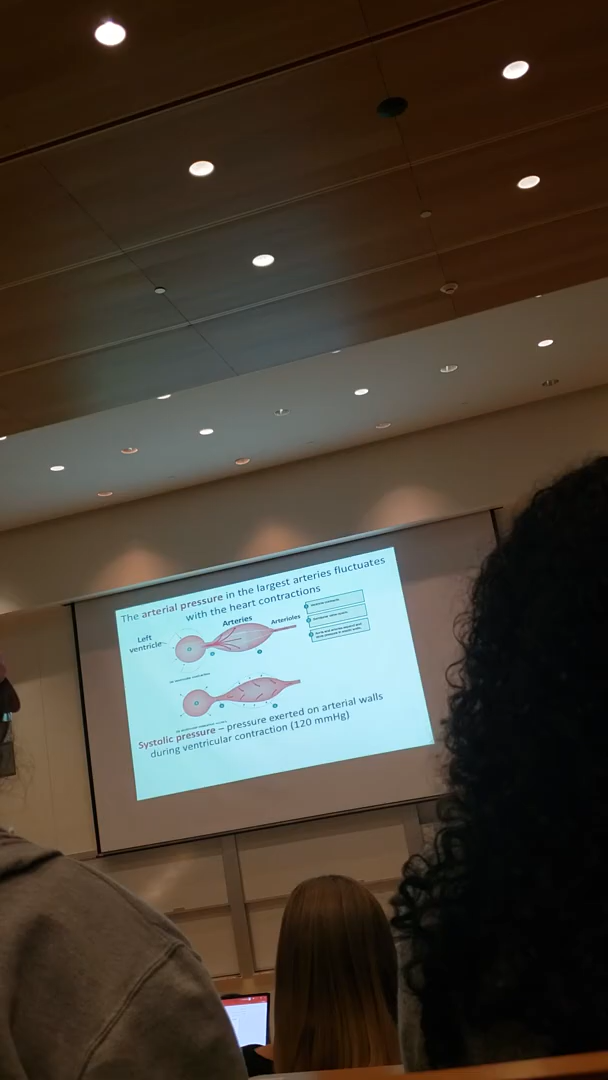 The arterial pressure in the largest arteries fluctuates
with the heart contractions
Left
ventricle
Arteries
Arterioles
Systolic pressure – pressure exerted on arterial walls
during ventricular contraction (120 mmHg)